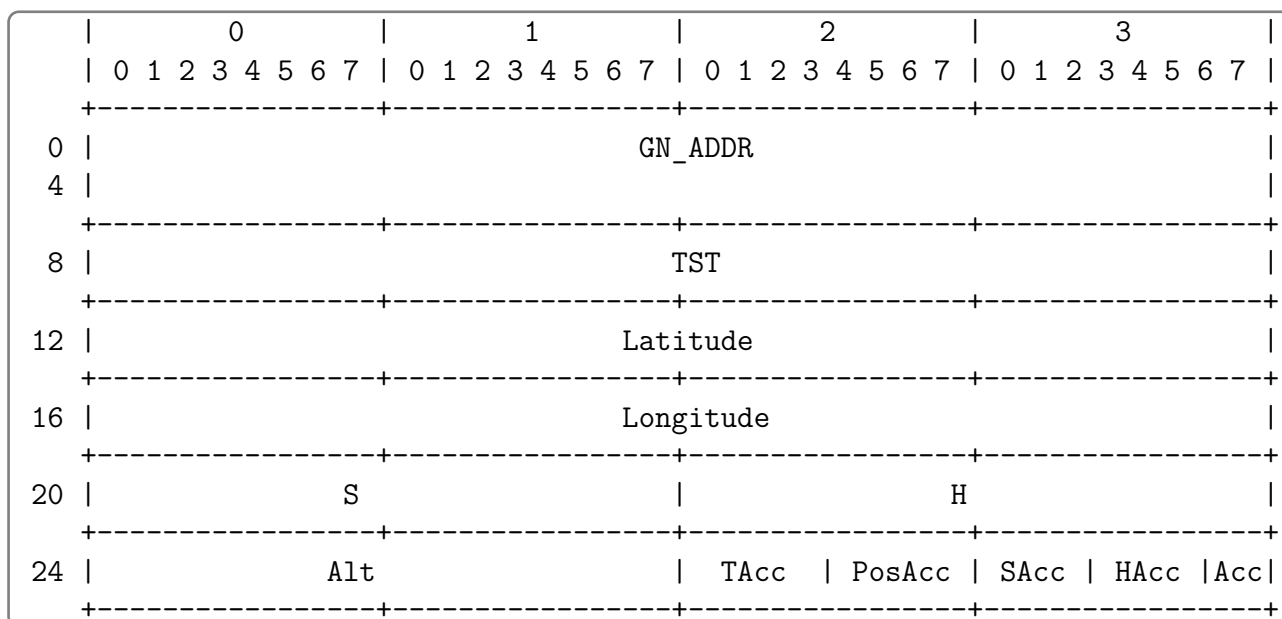 | 0 | 1 | 2 | 3 |
| 0 1 2 3 4 5 6 7 | 0 1 2 3 4 5 6 7 | 0 1 2 3 4 5 6 7 | 0 1 2 3 4 5 6 7 |
+-----------------+-----------------+-----------------+-----------------+
0 | GN_ADDR |
4 | |
+-----------------+-----------------+-----------------+-----------------+
8 | TST |
+-----------------+-----------------+-----------------+-----------------+
12 | Latitude |
+-----------------+-----------------+-----------------+-----------------+
16 | Longitude |
+-----------------+-----------------+-----------------+-----------------+
20 | S | H |
+-----------------+-----------------+-----------------+-----------------+
24 | Alt | TAcc | PosAcc | SAcc | HAcc |Acc|
+-----------------+-----------------+-----------------+-----------------+